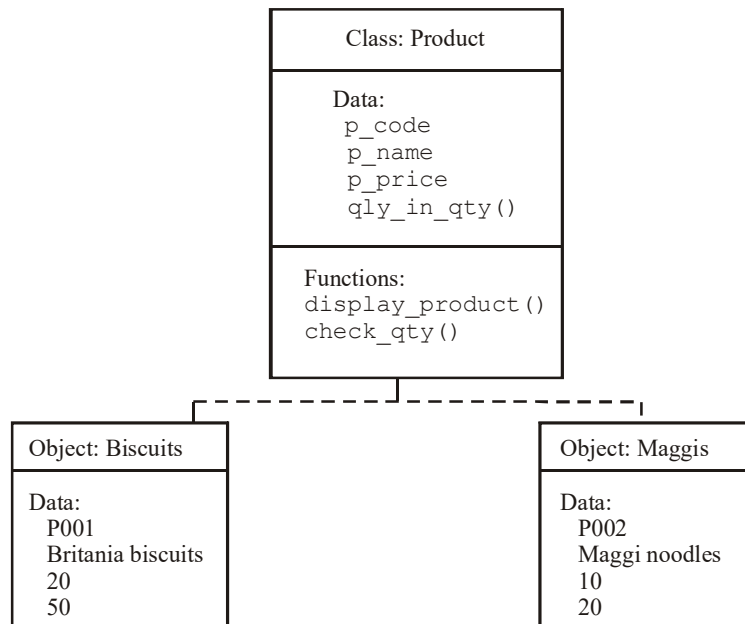 Class: Product
Data:
p_code
p_name
p_price
qly_in_qty()
Functions:
display_product()
check_qty()
Object: Biscuits
Data:
P001
Britania biscuits
20
50
Object: Maggis
Data:
P002
Maggi noodles
10
20